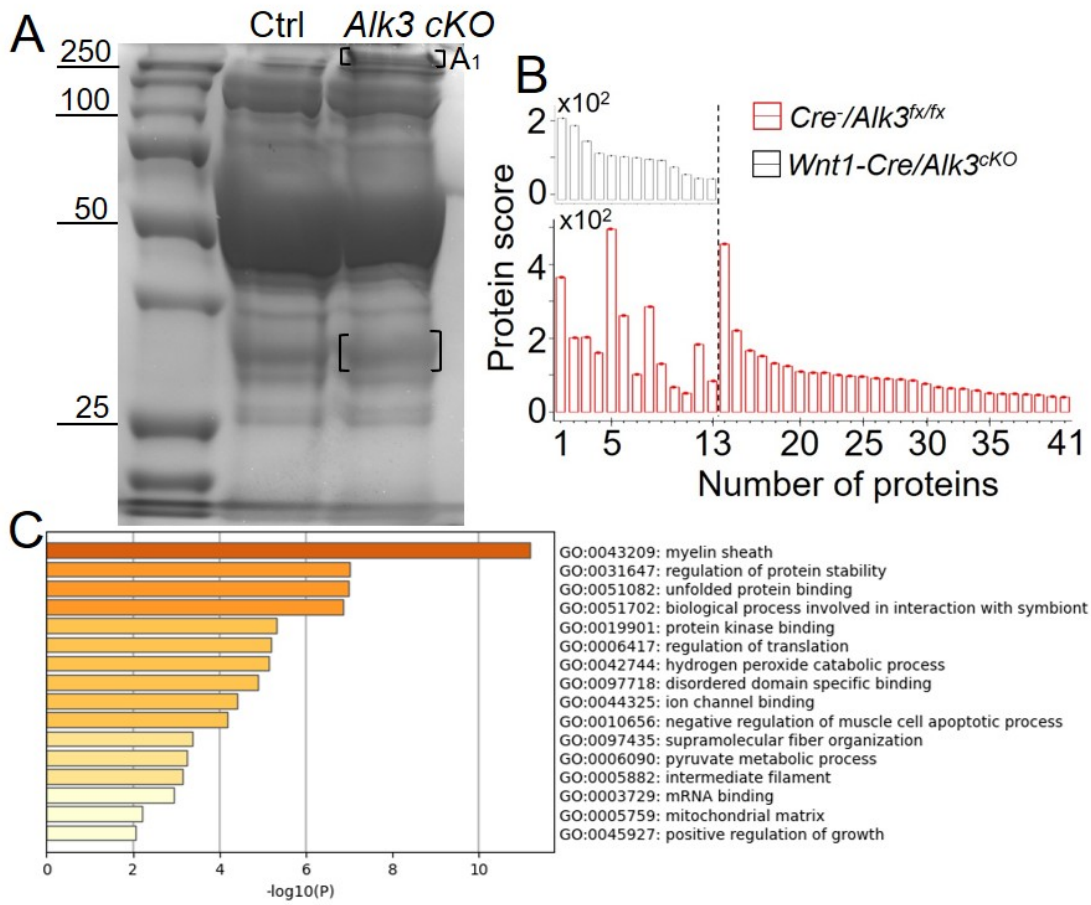 A
Ctrl
Alk3 cKO
250
A1
100
50
25
B
x10²
2
0
Cre⁻/Alk3fx/fx
Wnt1-Cre/Alk3cKO
Protein score
x10²
4
2
0
1 5 13 20 25 30 35 41
Number of proteins
C
GO:0043209: myelin sheath
GO:0031647: regulation of protein stability
GO:0051082: unfolded protein binding
GO:0051702: biological process involved in interaction with symbiont
GO:0019901: protein kinase binding
GO:0006417: regulation of translation
GO:0042744: hydrogen peroxide catabolic process
GO:0097718: disordered domain specific binding
GO:0044325: ion channel binding
GO:0010656: negative regulation of muscle cell apoptotic process
GO:0097435: supramolecular fiber organization
GO:0006090: pyruvate metabolic process
GO:0005882: intermediate filament
GO:0003729: mRNA binding
GO:0005759: mitochondrial matrix
GO:0045927: positive regulation of growth
0 2 4 6 8 10
-log10(P)